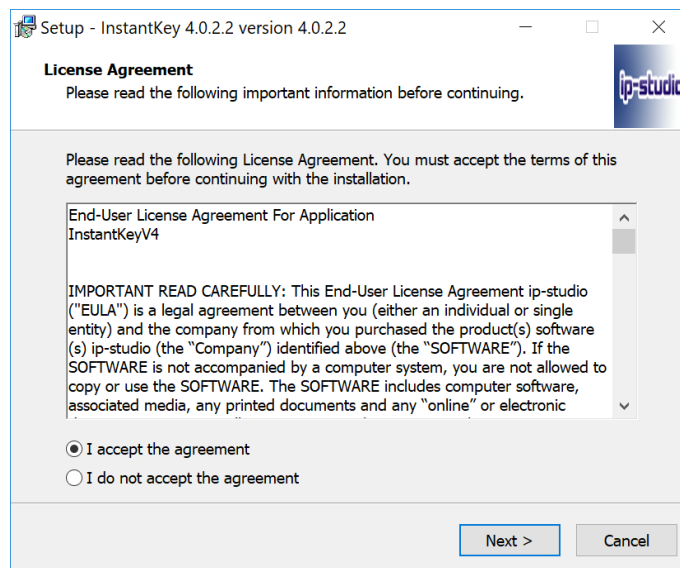 Setup - InstantKey 4.0.2.2 version 4.0.2.2
License Agreement
Please read the following important information before continuing.
ip-studio
Please read the following License Agreement. You must accept the terms of this
agreement before continuing with the installation.
End-User License Agreement For Application
InstantKeyV4
IMPORTANT READ CAREFULLY: This End-User License Agreement ip-studio
("EULA") is a legal agreement between you (either an individual or single
entity) and the company from which you purchased the product(s) software
(s) ip-studio (the “Company”) identified above (the “SOFTWARE”). If the
SOFTWARE is not accompanied by a computer system, you are not allowed to
copy or use the SOFTWARE. The SOFTWARE includes computer software,
associated media, any printed documents and any “online” or electronic
I accept the agreement
I do not accept the agreement
Next >
Cancel